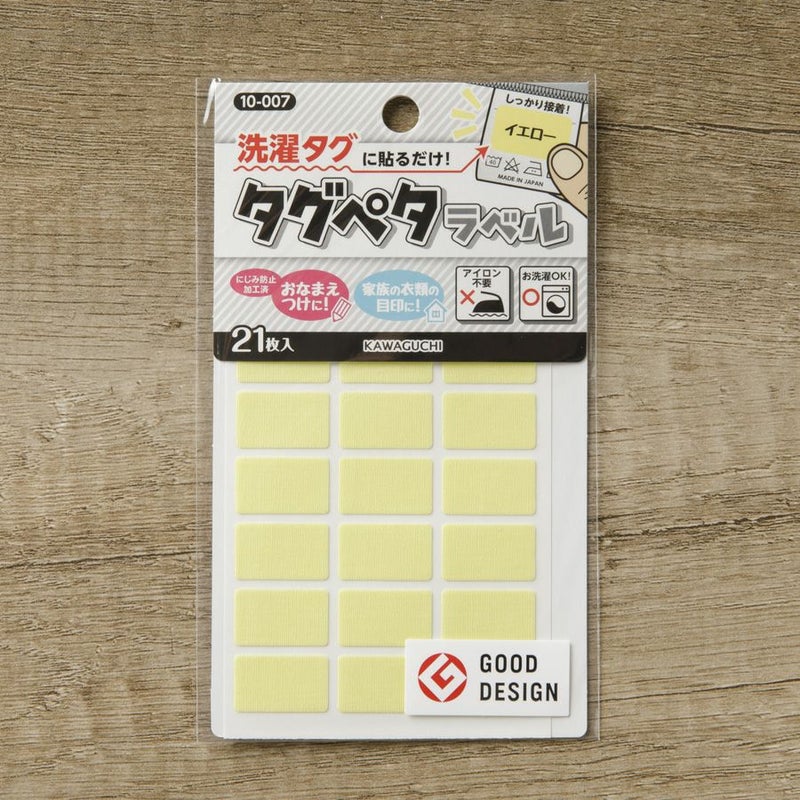 10-007
しっかり接着!
イエロー
40
MADE IN JAPAN
洗濯タグに貼るだけ!
タグペタラベル
にじみ防止
加工済
おなまえ
つけに!
家族の衣類の
目印に!
アイロン
不要
お洗濯OK!
21枚入
KAWAGUCHI
GOOD
DESIGN